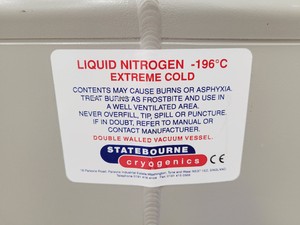 LIQUID NITROGEN -196°C
EXTREME COLD
CONTENTS MAY CAUSE BURNS OR ASPHYXIA.
TREAT BURNS AS FROSTBITE AND USE IN
A WELL VENTILATED AREA.
NEVER OVERFILL, TIP, SPILL OR PUNCTURE.
IF IN DOUBT, REFER TO MANUAL OR
CONTACT MANUFACTURER.
DOUBLE WALLED VACUUM VESSEL.
STATEBOURNE
cryogenics CE